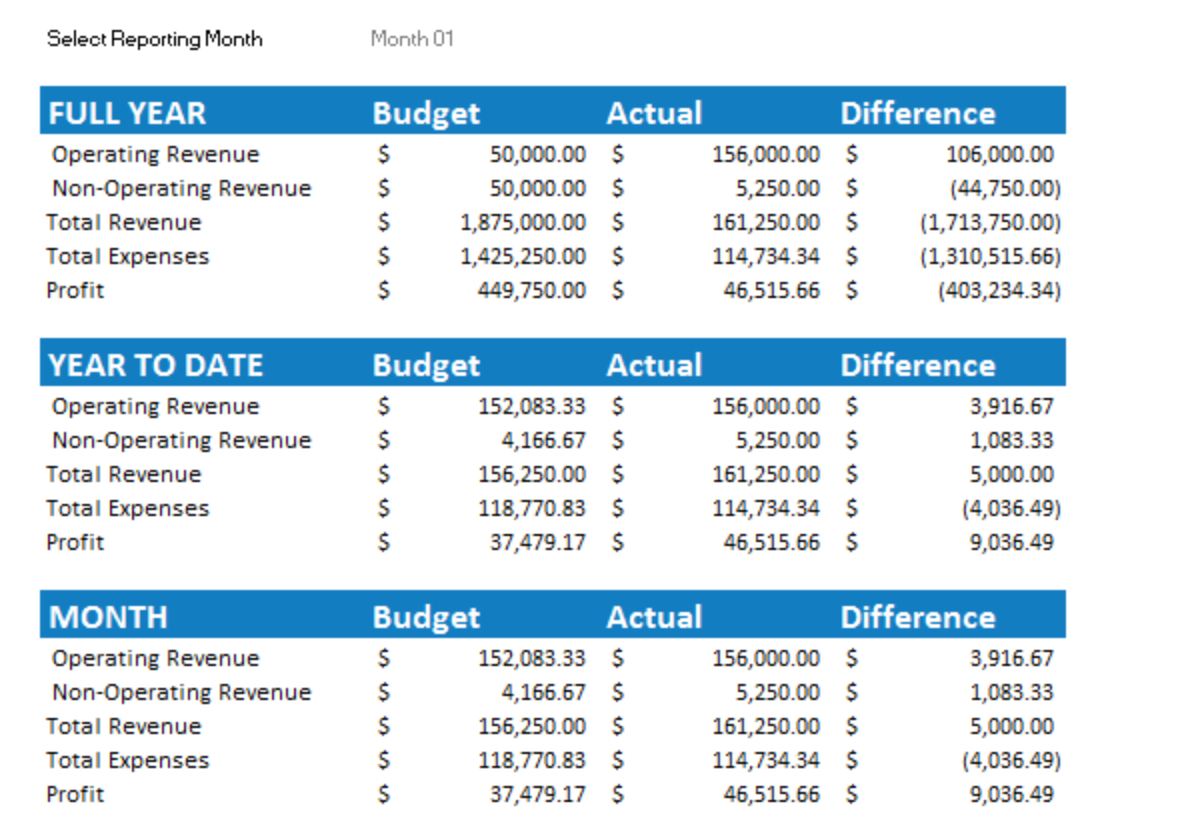 Select Reporting Month Month 01
FULL YEAR Budget Actual Difference
Operating Revenue $ 50,000.00 $ 156,000.00 $ 106,000.00
Non-Operating Revenue $ 50,000.00 $ 5,250.00 $ (44,750.00)
Total Revenue $ 1,875,000.00 $ 161,250.00 $ (1,713,750.00)
Total Expenses $ 1,425,250.00 $ 114,734.34 $ (1,310,515.66)
Profit $ 449,750.00 $ 46,515.66 $ (403,234.34)
YEAR TO DATE Budget Actual Difference
Operating Revenue $ 152,083.33 $ 156,000.00 $ 3,916.67
Non-Operating Revenue $ 4,166.67 $ 5,250.00 $ 1,083.33
Total Revenue $ 156,250.00 $ 161,250.00 $ 5,000.00
Total Expenses $ 118,770.83 $ 114,734.34 $ (4,036.49)
Profit $ 37,479.17 $ 46,515.66 $ 9,036.49
MONTH Budget Actual Difference
Operating Revenue $ 152,083.33 $ 156,000.00 $ 3,916.67
Non-Operating Revenue $ 4,166.67 $ 5,250.00 $ 1,083.33
Total Revenue $ 156,250.00 $ 161,250.00 $ 5,000.00
Total Expenses $ 118,770.83 $ 114,734.34 $ (4,036.49)
Profit $ 37,479.17 $ 46,515.66 $ 9,036.49